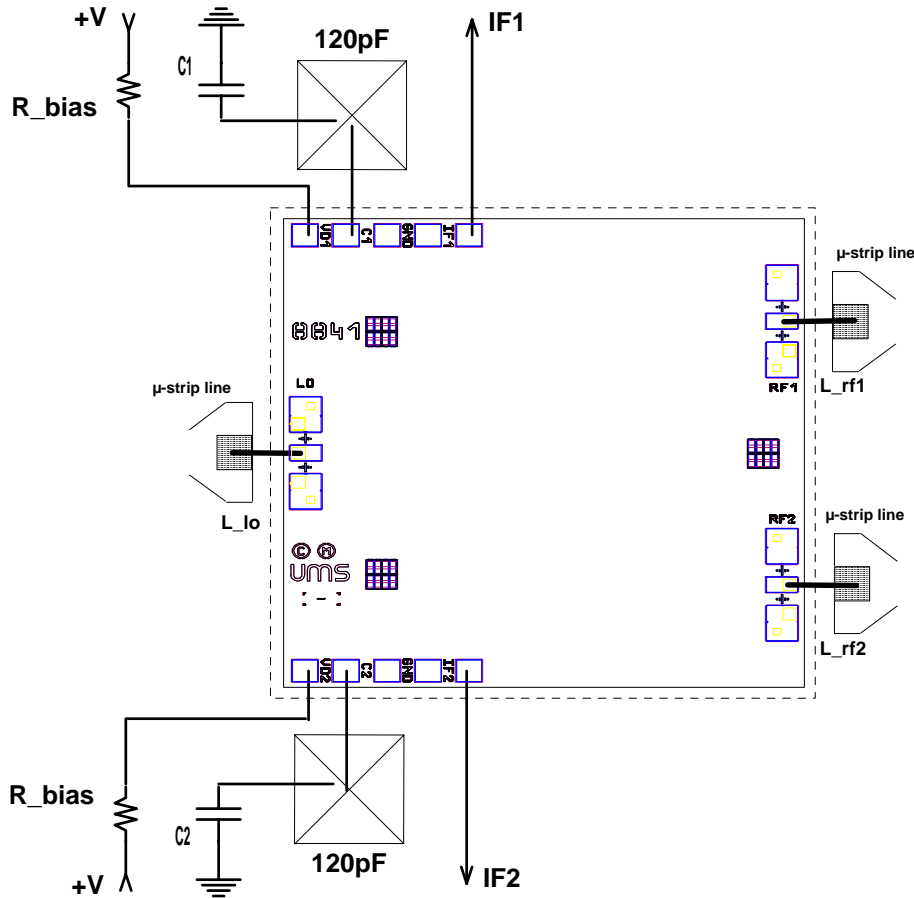 +V
IF1
120pF
C1
R_bias
VD1
C1
GND
IF1
µ-strip line
8841
RF1
L_rf1
µ-strip line
LO
L_lo
RF2
µ-strip line
© M
UMS
-
L_rf2
VD2
C2
GND
IF2
R_bias
C2
120pF
+V
IF2